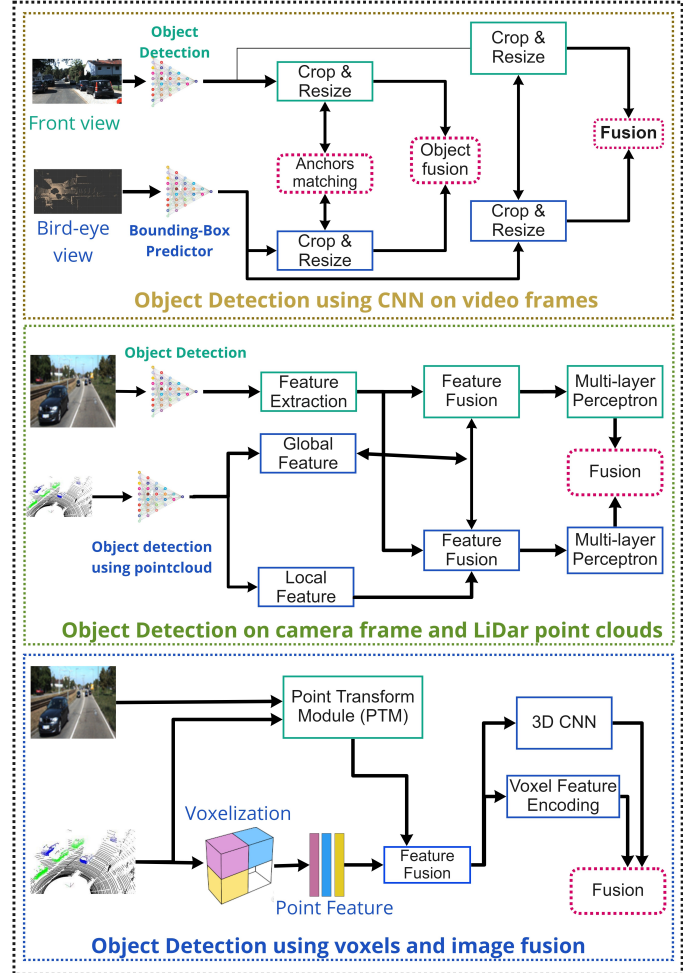 Object
Detection
Crop &
Resize
Crop &
Resize
Front view
Fusion
Anchors
matching
Object
fusion
Bird-eye
view
Bounding-Box
Predictor
Crop &
Resize
Crop &
Resize
Object Detection using CNN on video frames
Object Detection
Feature
Extraction
Feature
Fusion
Multi-layer
Perceptron
Global
Feature
Fusion
Object detection
using pointcloud
Feature
Fusion
Multi-layer
Perceptron
Local
Feature
Object Detection on camera frame and LiDar point clouds
Point Transform
Module (PTM)
3D CNN
Voxelization
Voxel Feature
Encoding
Feature
Fusion
Fusion
Point Feature
Object Detection using voxels and image fusion